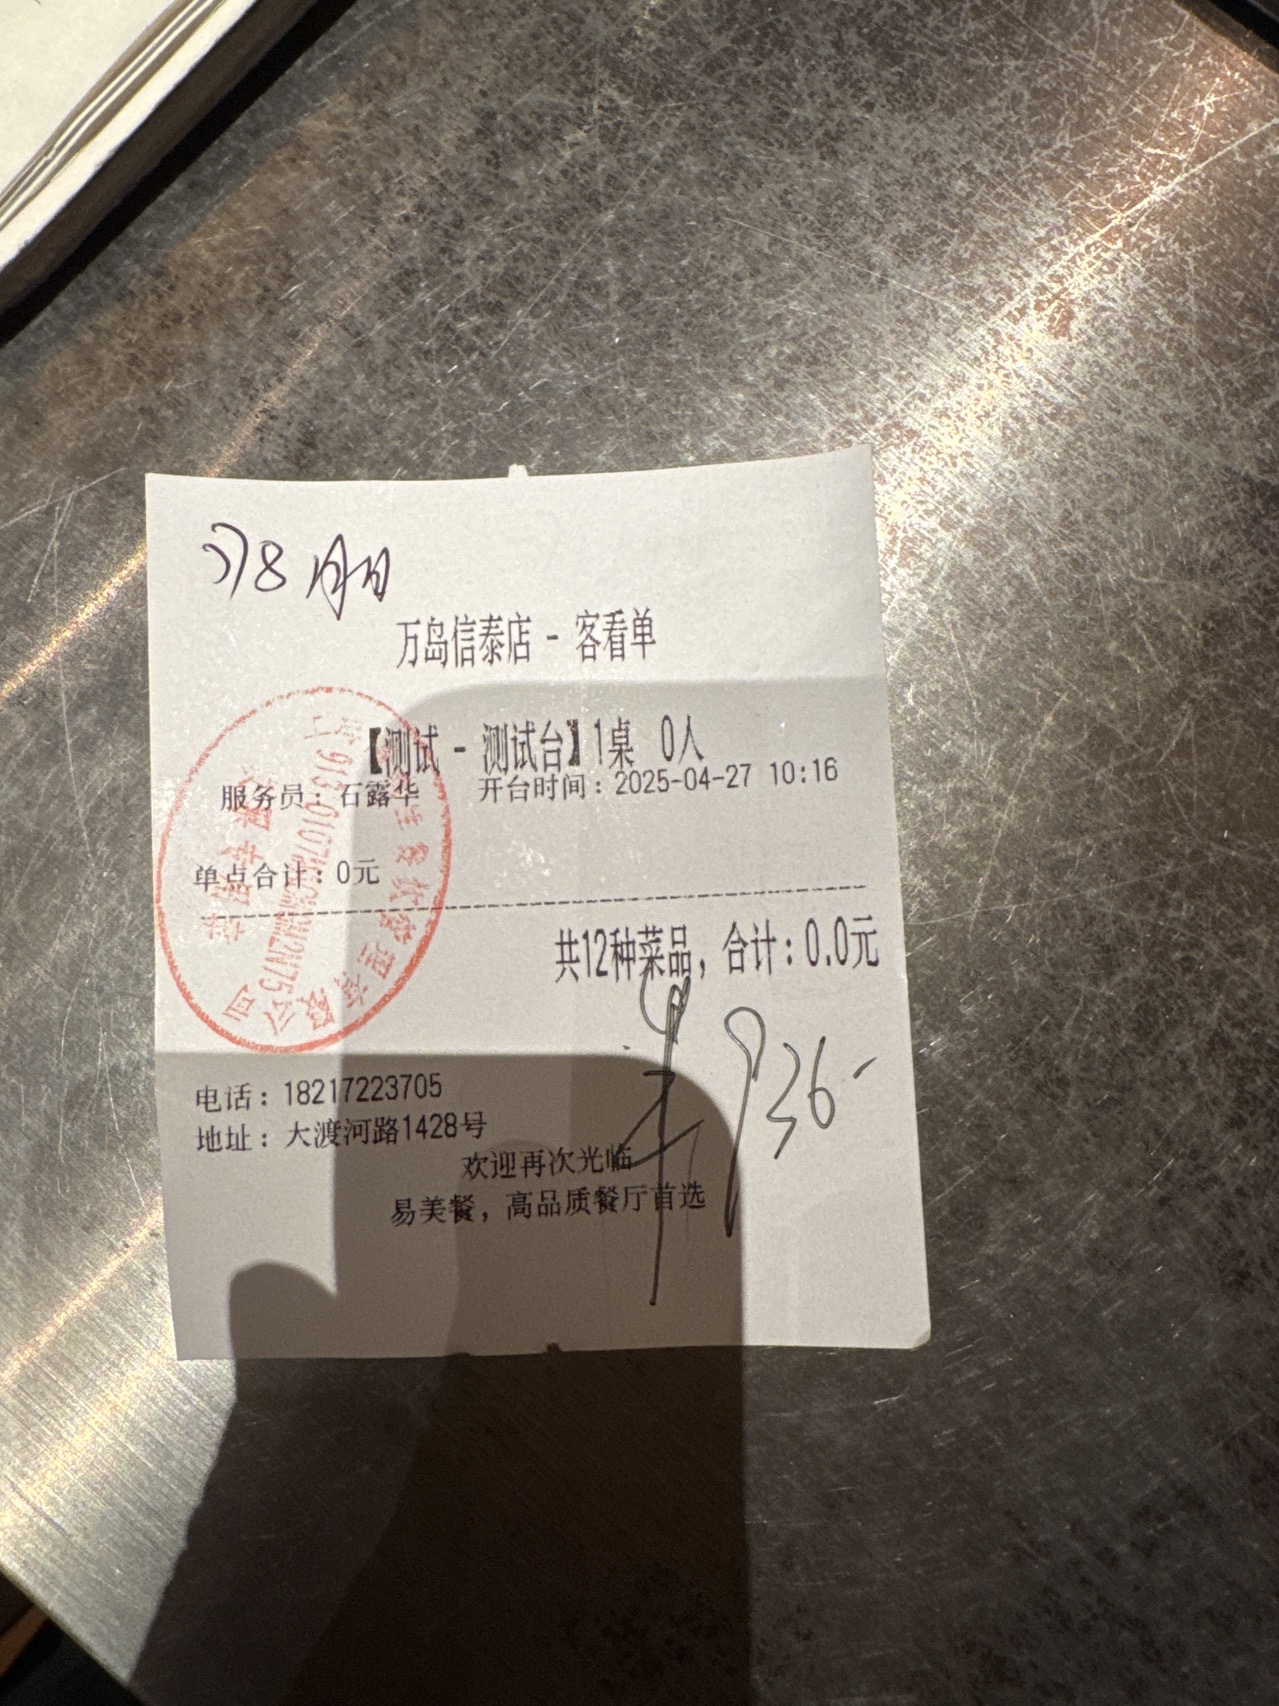 万岛信泰店 - 客看单
【测试 - 测试台】1桌 0人
服务员：石露华 开台时间：2025-04-27 10:16
单点合计：0元
共12种菜品，合计：0.0元
936-
电话：18217223705
地址：大渡河路1428号
欢迎再次光临
易美餐，高品质餐厅首选